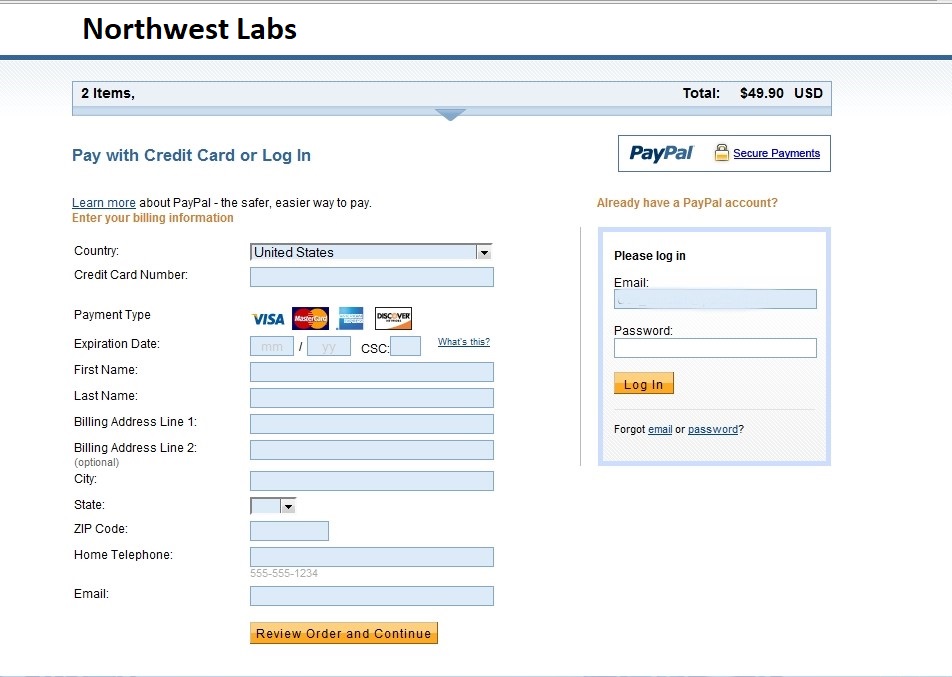 Northwest Labs
2 Items,
Total: $49.90 USD
Pay with Credit Card or Log In
PayPal Secure Payments
Learn more about PayPal - the safer, easier way to pay.
Enter your billing information
Country: United States
Credit Card Number:
Payment Type VISA MasterCard DISCOVER
Expiration Date: mm / yy CSC: What's this?
First Name:
Last Name:
Billing Address Line 1:
Billing Address Line 2:
(optional)
City:
State:
ZIP Code:
Home Telephone:
555-555-1234
Email:
Review Order and Continue
Already have a PayPal account?
Please log in
Email:
Password:
Log In
Forgot email or password?